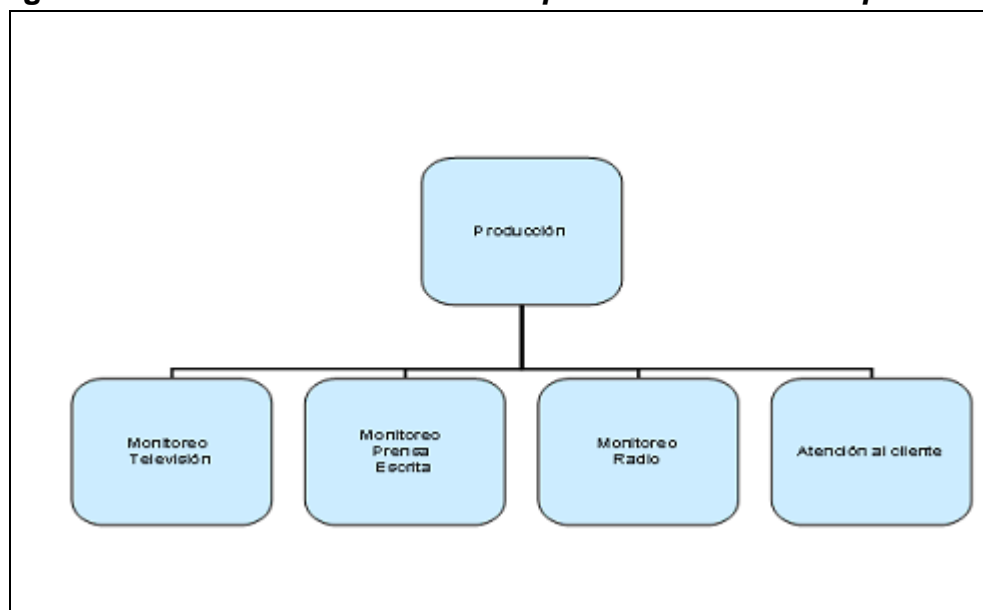 Producción
Monitoreo
Televisión
Monitoreo
Prensa
Escrita
Monitoreo
Radio
Atención al cliente